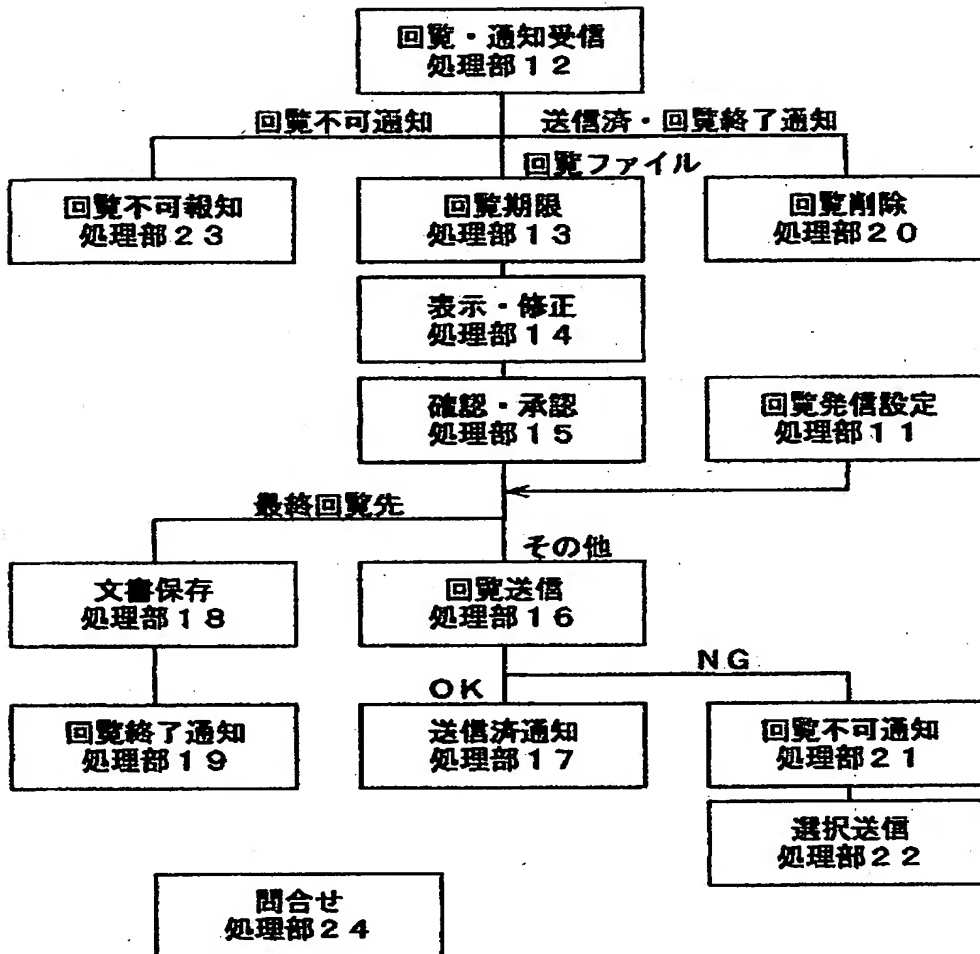 回覧・通知受信
処理部１２
回覧不可通知
送信済・回覧終了通知
回覧ファイル
回覧不可報知
処理部２３
回覧期限
処理部１３
回覧削除
処理部２０
表示・修正
処理部１４
確認・承認
処理部１５
回覧発信設定
処理部１１
最終回覧先
その他
文書保存
処理部１８
回覧送信
処理部１６
NG
OK
回覧終了通知
処理部１９
送信済通知
処理部１７
回覧不可通知
処理部２１
選択送信
処理部２２
問合せ
処理部２４